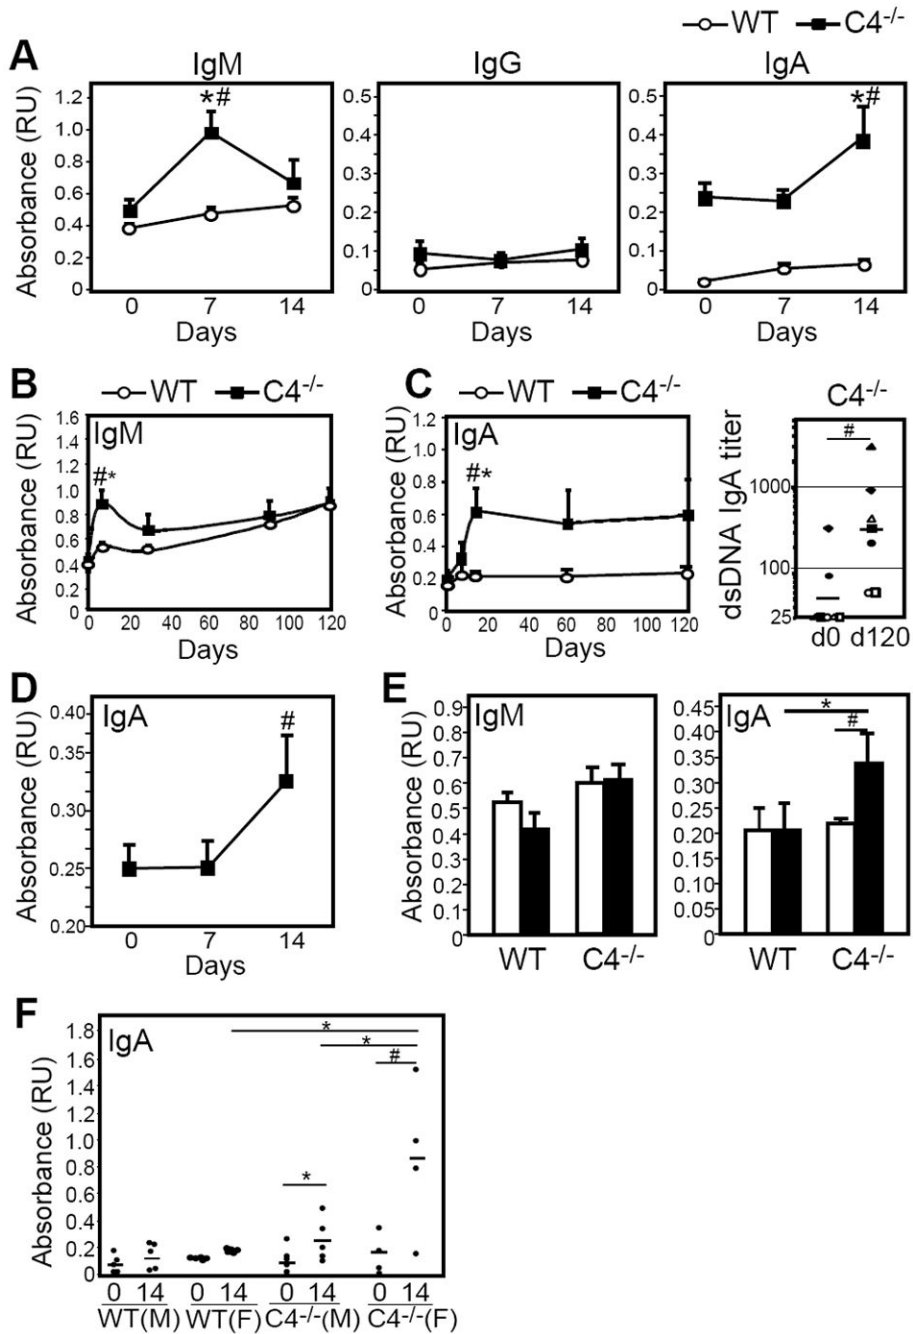 WT C4-/-
A
IgM
IgG
IgA
Absorbance (RU)
1.2
1.0
0.8
0.6
0.4
0.2
0
*#
0 7 14
Days
0.5
0.4
0.3
0.2
0.1
0
0 7 14
Days
0.5
0.4
0.3
0.2
0.1
0
*#
0 7 14
Days
B
WT C4-/-
Absorbance (RU)
IgM
#*
1.6
1.4
1.2
1.0
0.8
0.6
0.4
0.2
0
0 20 40 60 80 100 120
Days
C
WT C4-/-
Absorbance (RU)
IgA
#*
1.2
1.0
0.8
0.6
0.4
0.2
0
0 20 40 60 80 100 120
Days
C4-/-
dsDNA IgA titer
#
1000
100
25
d0 d120
D
Absorbance (RU)
IgA
#
0.40
0.35
0.30
0.25
0.20
0 7 14
Days
E
Absorbance (RU)
IgM
0.9
0.8
0.7
0.6
0.5
0.4
0.3
0.2
0.1
0
WT C4-/-
IgA
*
#
0.45
0.40
0.35
0.30
0.25
0.20
0.15
0.10
0.05
0
WT C4-/-
F
Absorbance (RU)
IgA
*
*
#
*
1.8
1.6
1.4
1.2
1.0
0.8
0.6
0.4
0.2
0
0 14 0 14 0 14 0 14
WT(M) WT(F) C4-/-(M) C4-/-(F)